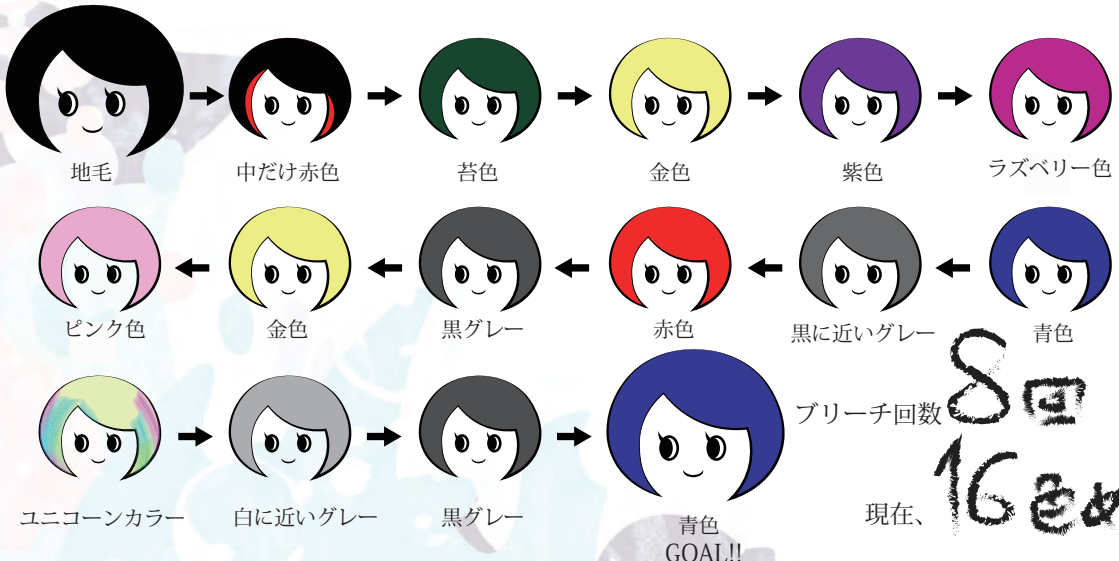 地毛
中だけ赤色
苔色
金色
紫色
ラズベリー色
青色
黒に近いグレー
赤色
黒グレー
金色
ピンク色
ユニコーンカラー
白に近いグレー
黒グレー
青色
GOAL!!
ブリーチ回数8回
現在、16色め